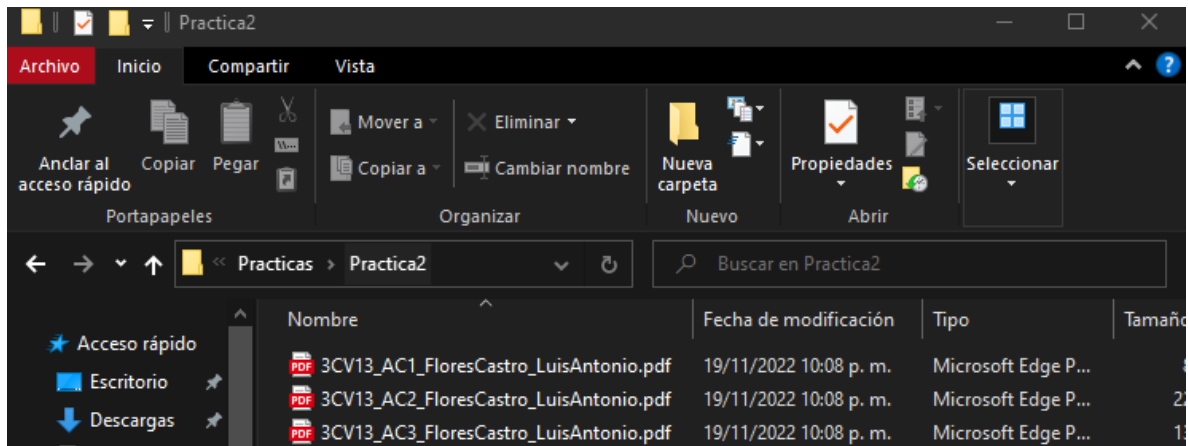 Practica2
Archivo Inicio Compartir Vista
Anclar al acceso rápido
Copiar
Pegar
Mover a
Copiar a
Eliminar
Cambiar nombre
Nueva carpeta
Propiedades
Seleccionar
Portapapeles Organizar Nuevo Abrir
« Practicas > Practica2
Buscar en Practica2
Nombre Fecha de modificación Tipo Tamaño
Acceso rápido
Escritorio
Descargas
3CV13_AC1_FloresCastro_LuisAntonio.pdf 19/11/2022 10:08 p. m. Microsoft Edge P...
3CV13_AC2_FloresCastro_LuisAntonio.pdf 19/11/2022 10:08 p. m. Microsoft Edge P...
3CV13_AC3_FloresCastro_LuisAntonio.pdf 19/11/2022 10:08 p. m. Microsoft Edge P...